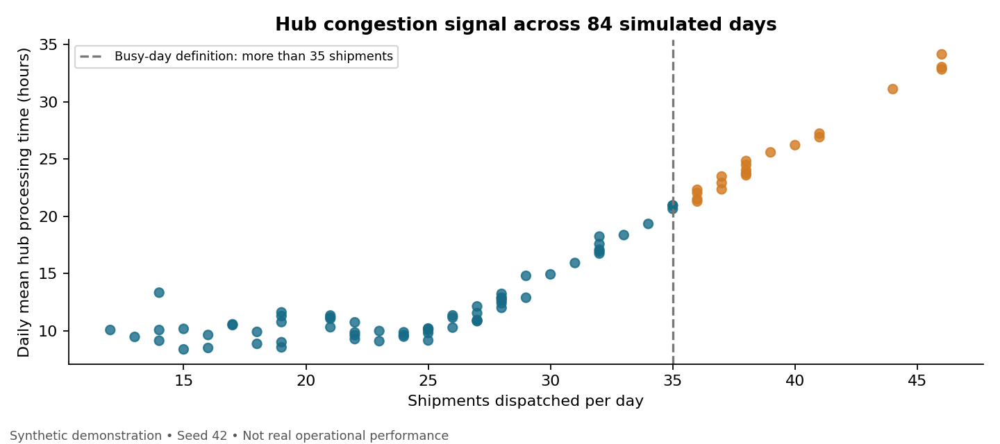 Hub congestion signal across 84 simulated days
Busy-day definition: more than 35 shipments
Daily mean hub processing time (hours)
35
30
25
20
15
10
15
20
25
30
35
40
45
Shipments dispatched per day
Synthetic demonstration • Seed 42 • Not real operational performance